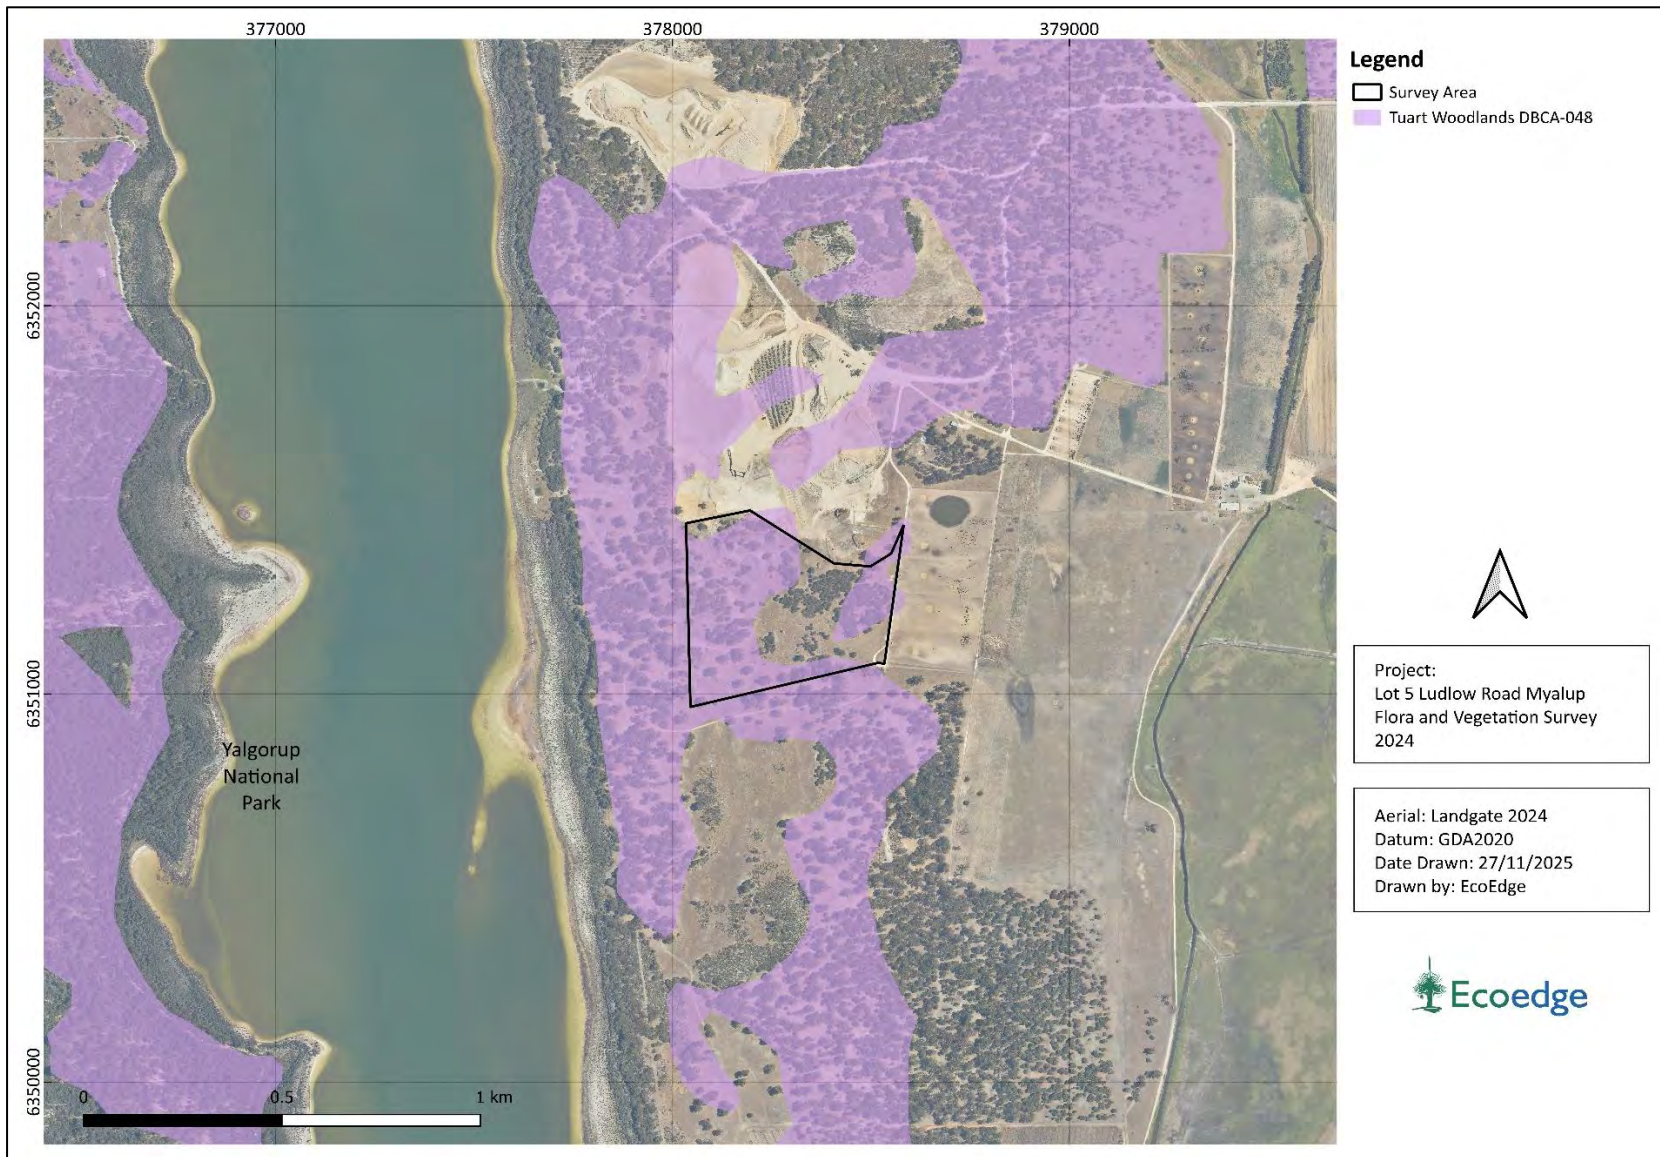 377000
378000
379000
6352000
6351000
6350000
Yalgorup
National
Park
0
0.5
1 km
Legend
Survey Area
Tuart Woodlands DBCA-048
Project:
Lot 5 Ludlow Road Myalup
Flora and Vegetation Survey
2024
Aerial: Landgate 2024
Datum: GDA2020
Date Drawn: 27/11/2025
Drawn by: EcoEdge
Ecoedge